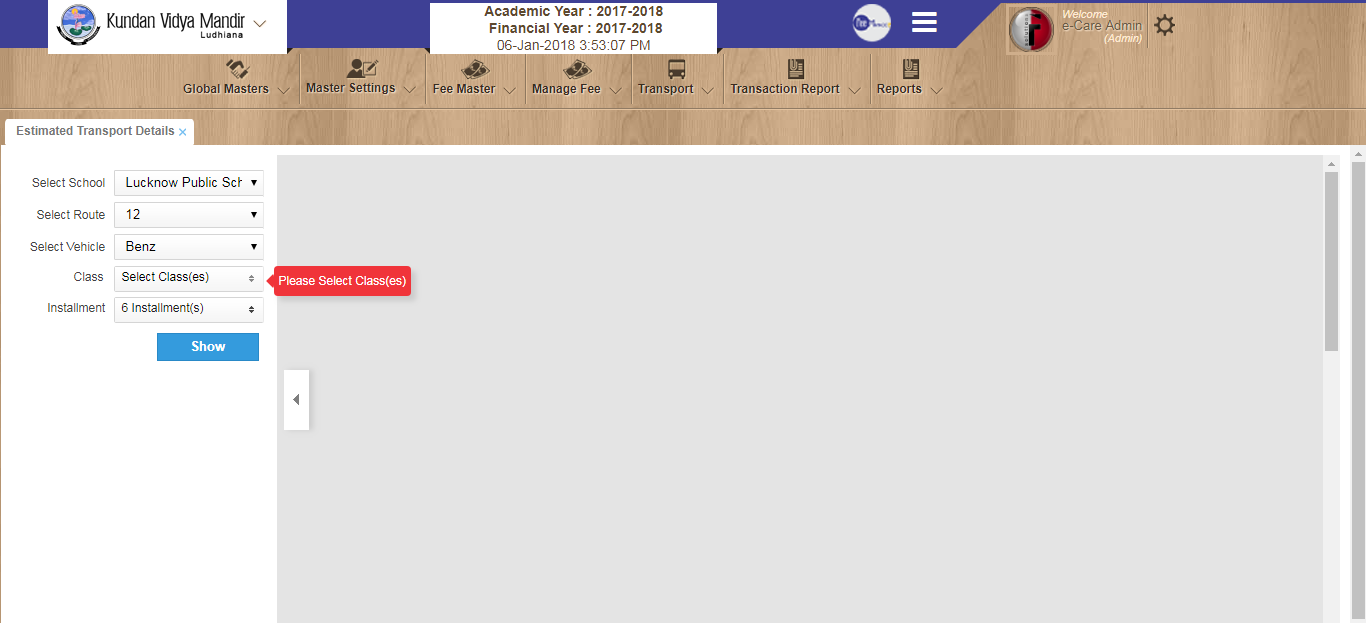 Kundan Vidya Mandir
Ludhiana
Academic Year : 2017-2018
Financial Year : 2017-2018
06-Jan-2018 3:53:07 PM
Welcome
e-Care Admin
(Admin)
Global Masters
Master Settings
Fee Master
Manage Fee
Transport
Transaction Report
Reports
Estimated Transport Details ×
Select School Lucknow Public Sch
Select Route 12
Select Vehicle Benz
Class Select Class(es) Please Select Class(es)
Installment 6 Installment(s)
Show